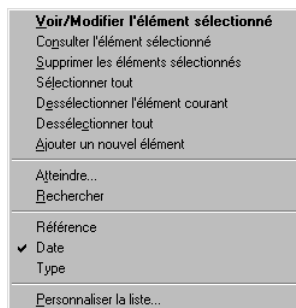 Voir/Modifier l'élément sélectionné
Consulter l'élément sélectionné
Supprimer les éléments sélectionnés
Sélectionner tout
Dessélectionner l'élément courant
Dessélectionner tout
Ajouter un nouvel élément
Atteindre...
Rechercher
Référence
Date
Type
Personnaliser la liste...